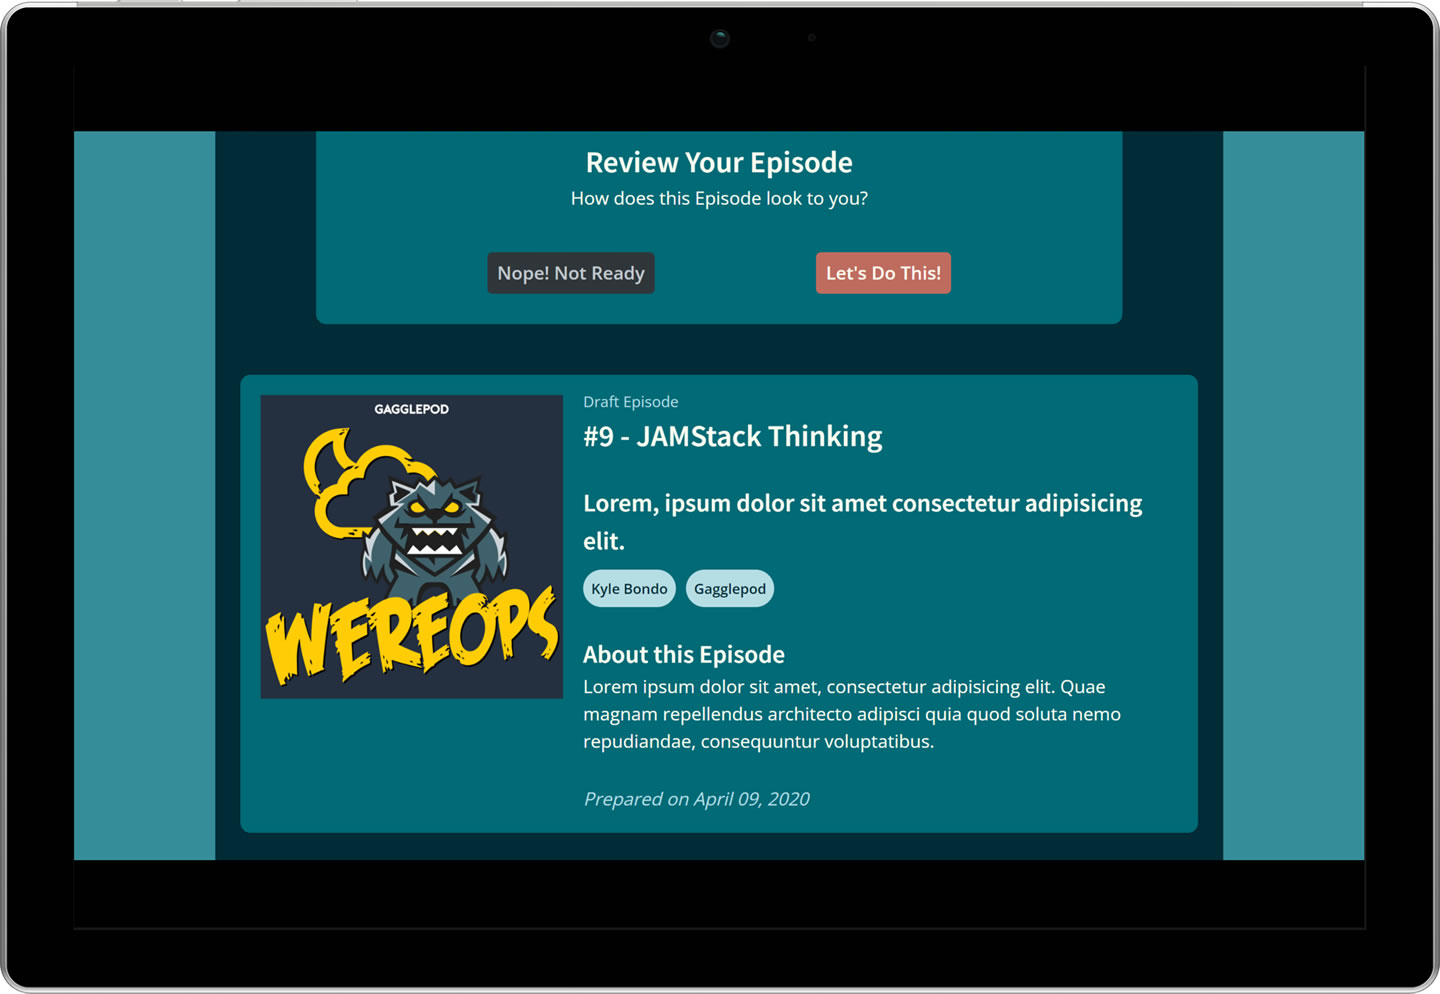 Review Your Episode
How does this Episode look to you?
Nope! Not Ready
Let's Do This!
GAGGLEPOD
WEREOPS
Draft Episode
#9 - JAMStack Thinking
Lorem, ipsum dolor sit amet consectetur adipisicing
elit.
Kyle Bondo
Gagglepod
About this Episode
Lorem ipsum dolor sit amet, consectetur adipisicing elit. Quae
magnam repellendus architecto adipisci quia quod soluta nemo
repudiandae, consequuntur voluptatibus.
Prepared on April 09, 2020